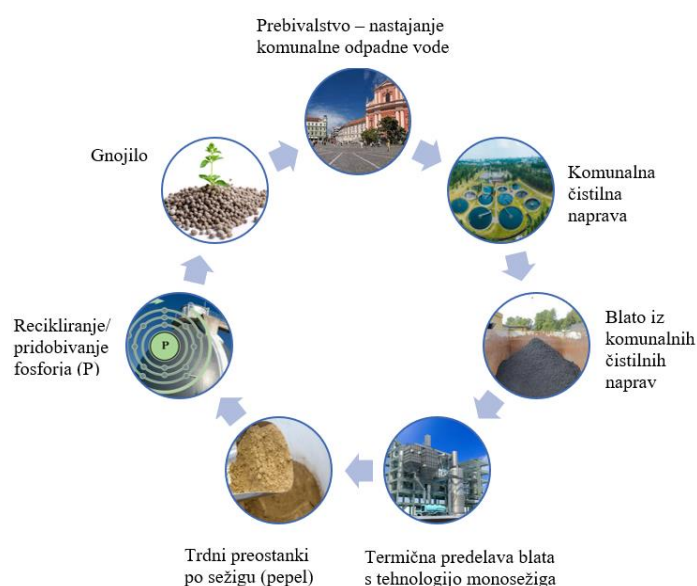 Prebivalstvo – nastajanje
komunalne odpadne vode
Komunalna
čistilna
naprava
Blato iz
komunalnih
čistilnih
naprav
Termična predelava blata
s tehnologijo monosežiga
Trdni preostanki
po sežigu (pepel)
Recikliranje/
pridobivanje
fosforja (P)
P
Gnojilo